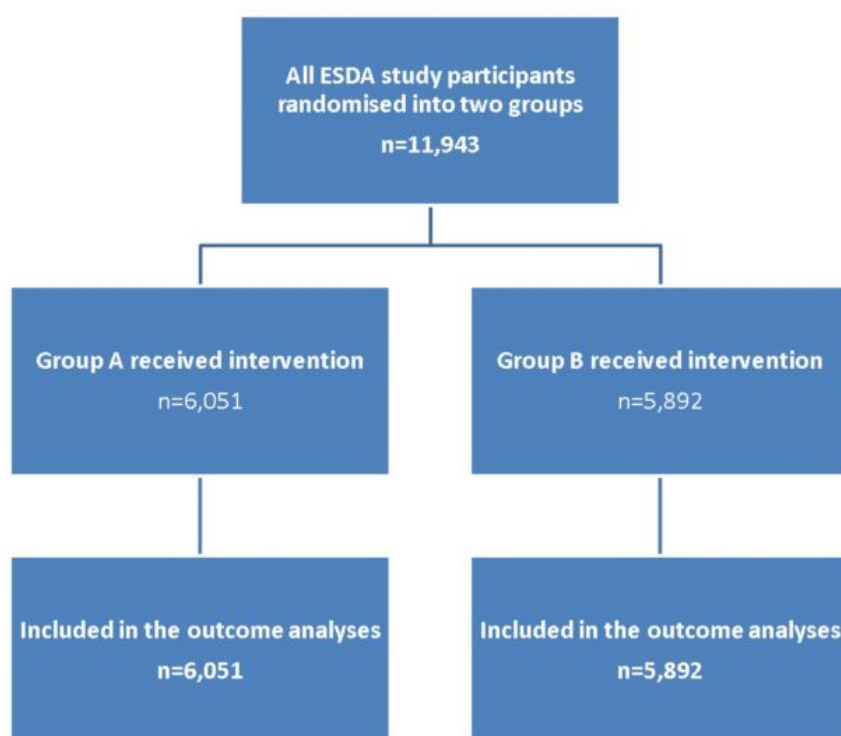 All ESDA study participants
randomised into two groups
n=11,943
Group A received intervention
n=6,051
Group B received intervention
n=5,892
Included in the outcome analyses
n=6,051
Included in the outcome analyses
n=5,892